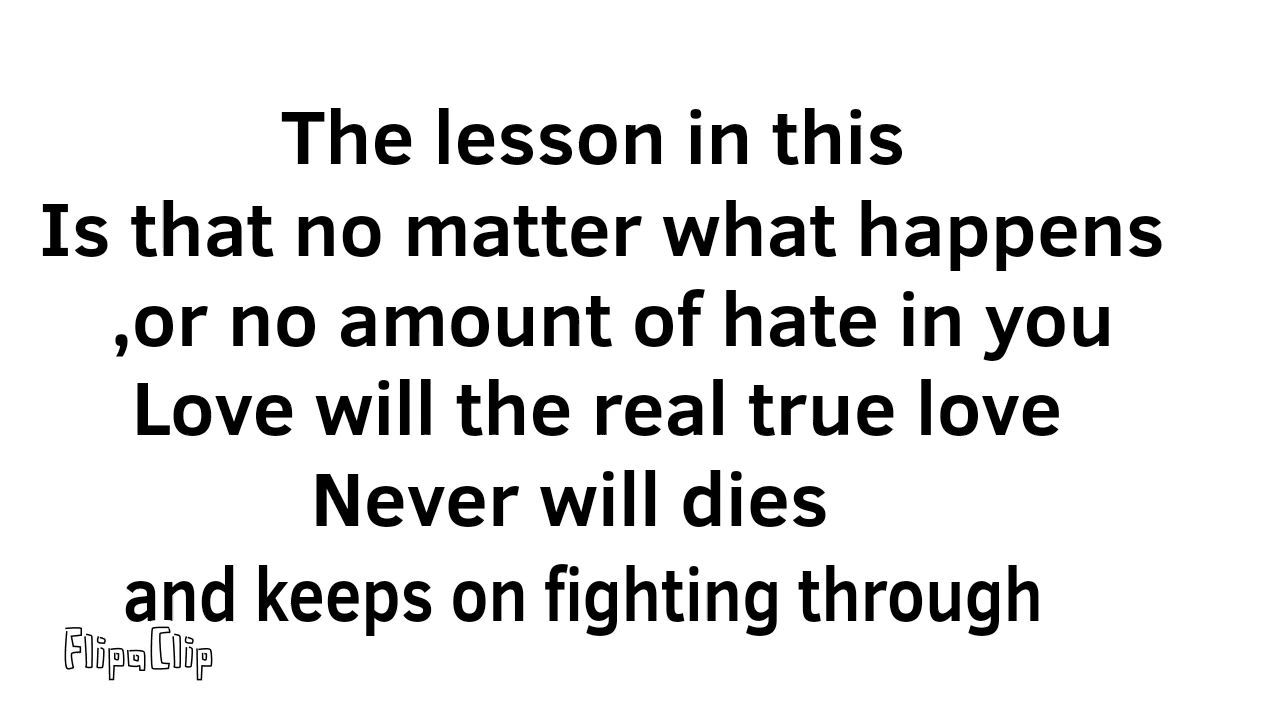 The lesson in this
Is that no matter what happens
,or no amount of hate in you
Love will the real true love
Never will dies
and keeps on fighting through
FlipaClip